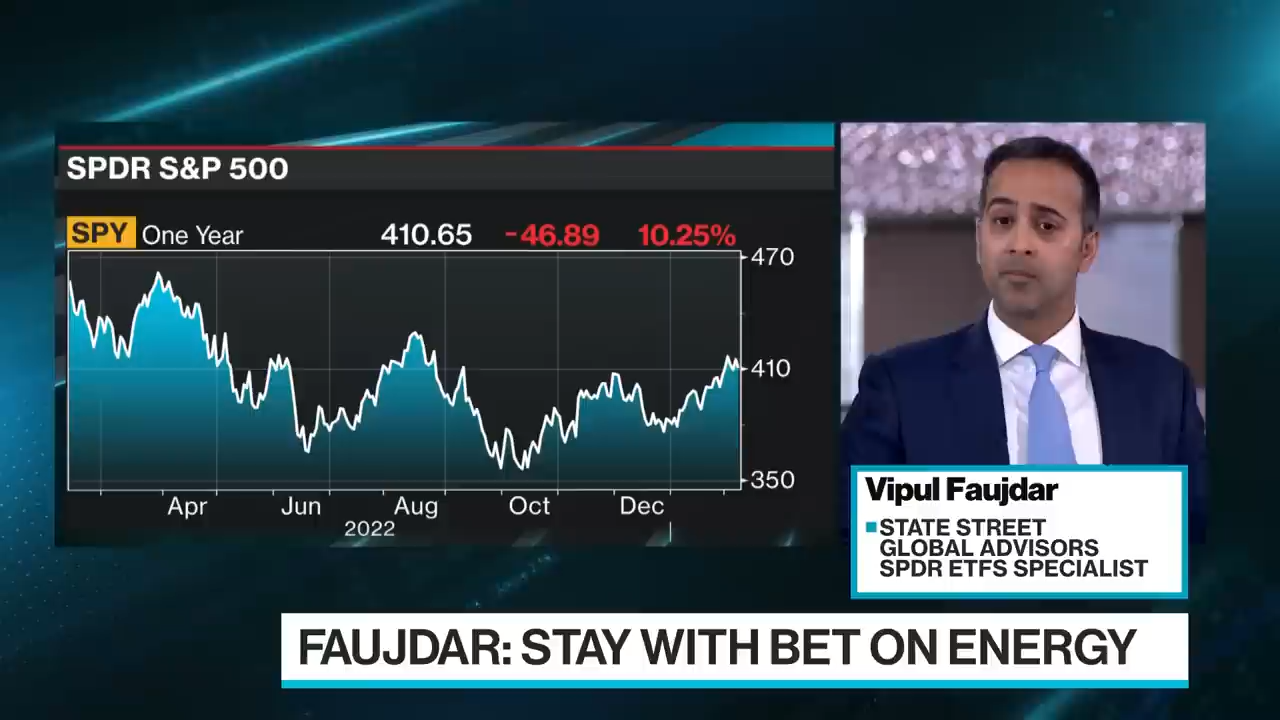 SPDR S&P 500
SPY One Year 410.65 -46.89 10.25%
470
410
350
Apr Jun Aug Oct Dec
2022
Vipul Faujdar
STATE STREET
GLOBAL ADVISORS
SPDR ETFS SPECIALIST
FAUJDAR: STAY WITH BET ON ENERGY